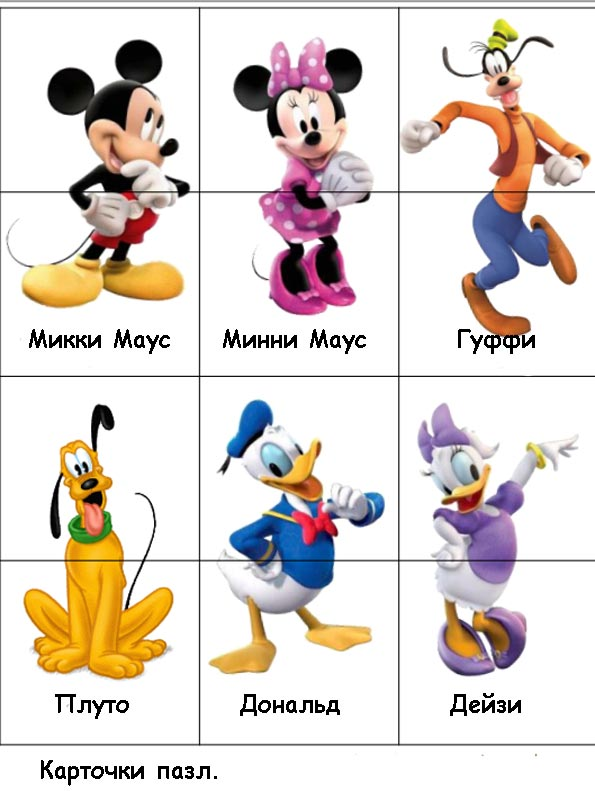 Микки Маус
Минни Маус
Гуффи
Плуто
Дональд
Дейзи
Карточки пазл.